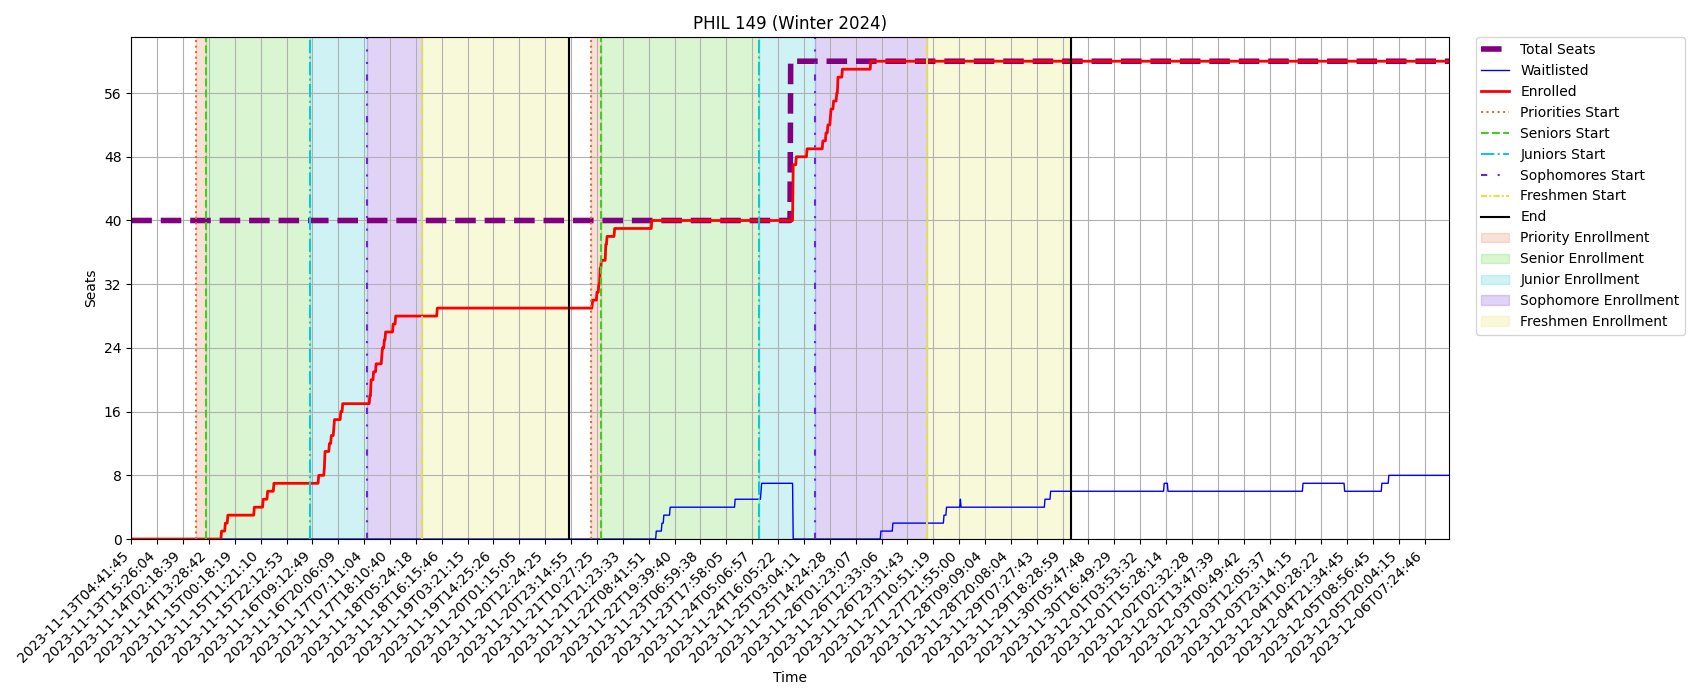 PHIL 149 (Winter 2024)
Total Seats
Waitlisted
Enrolled
Priorities Start
Seniors Start
Juniors Start
Sophomores Start
Freshmen Start
End
Priority Enrollment
Senior Enrollment
Junior Enrollment
Sophomore Enrollment
Freshmen Enrollment
Seats
56
48
40
32
24
16
8
0
2023-11-13T04:41:45
2023-11-13T15:26:04
2023-11-14T02:18:39
2023-11-14T13:28:42
2023-11-15T00:18:19
2023-11-15T11:21:10
2023-11-15T22:12:53
2023-11-16T09:12:49
2023-11-16T20:06:09
2023-11-17T07:11:04
2023-11-17T18:10:40
2023-11-18T05:24:18
2023-11-18T16:15:46
2023-11-19T03:21:15
2023-11-19T14:25:26
2023-11-20T01:15:05
2023-11-20T12:24:25
2023-11-20T23:14:55
2023-11-21T10:27:25
2023-11-21T21:23:33
2023-11-22T08:41:51
2023-11-22T19:39:40
2023-11-23T06:59:38
2023-11-23T17:58:05
2023-11-24T05:06:57
2023-11-24T16:05:22
2023-11-25T03:04:11
2023-11-25T14:24:28
2023-11-26T01:23:07
2023-11-26T12:33:06
2023-11-26T23:31:43
2023-11-27T10:51:19
2023-11-27T21:55:00
2023-11-28T09:09:04
2023-11-28T20:08:04
2023-11-29T07:27:43
2023-11-29T18:28:59
2023-11-30T05:47:48
2023-11-30T16:49:29
2023-12-01T03:53:32
2023-12-01T15:28:14
2023-12-02T02:32:28
2023-12-02T13:47:39
2023-12-03T00:49:42
2023-12-03T12:05:37
2023-12-03T23:14:15
2023-12-04T10:28:22
2023-12-04T21:34:45
2023-12-05T08:56:45
2023-12-05T20:04:15
2023-12-06T07:24:46
Time